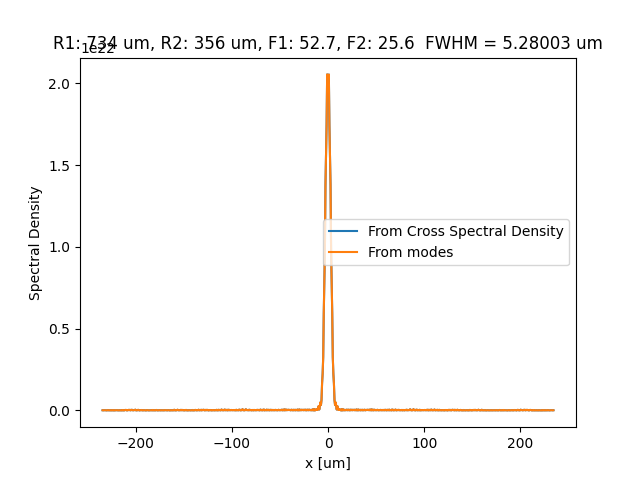 R1: 734 um, R2: 356 um, F1: 52.7, F2: 25.6  FWHM = 5.28003 um
1e22
2.0
1.5
1.0
0.5
0.0
Spectral Density
From Cross Spectral Density
From modes
−200
−100
0
100
200
x [um]